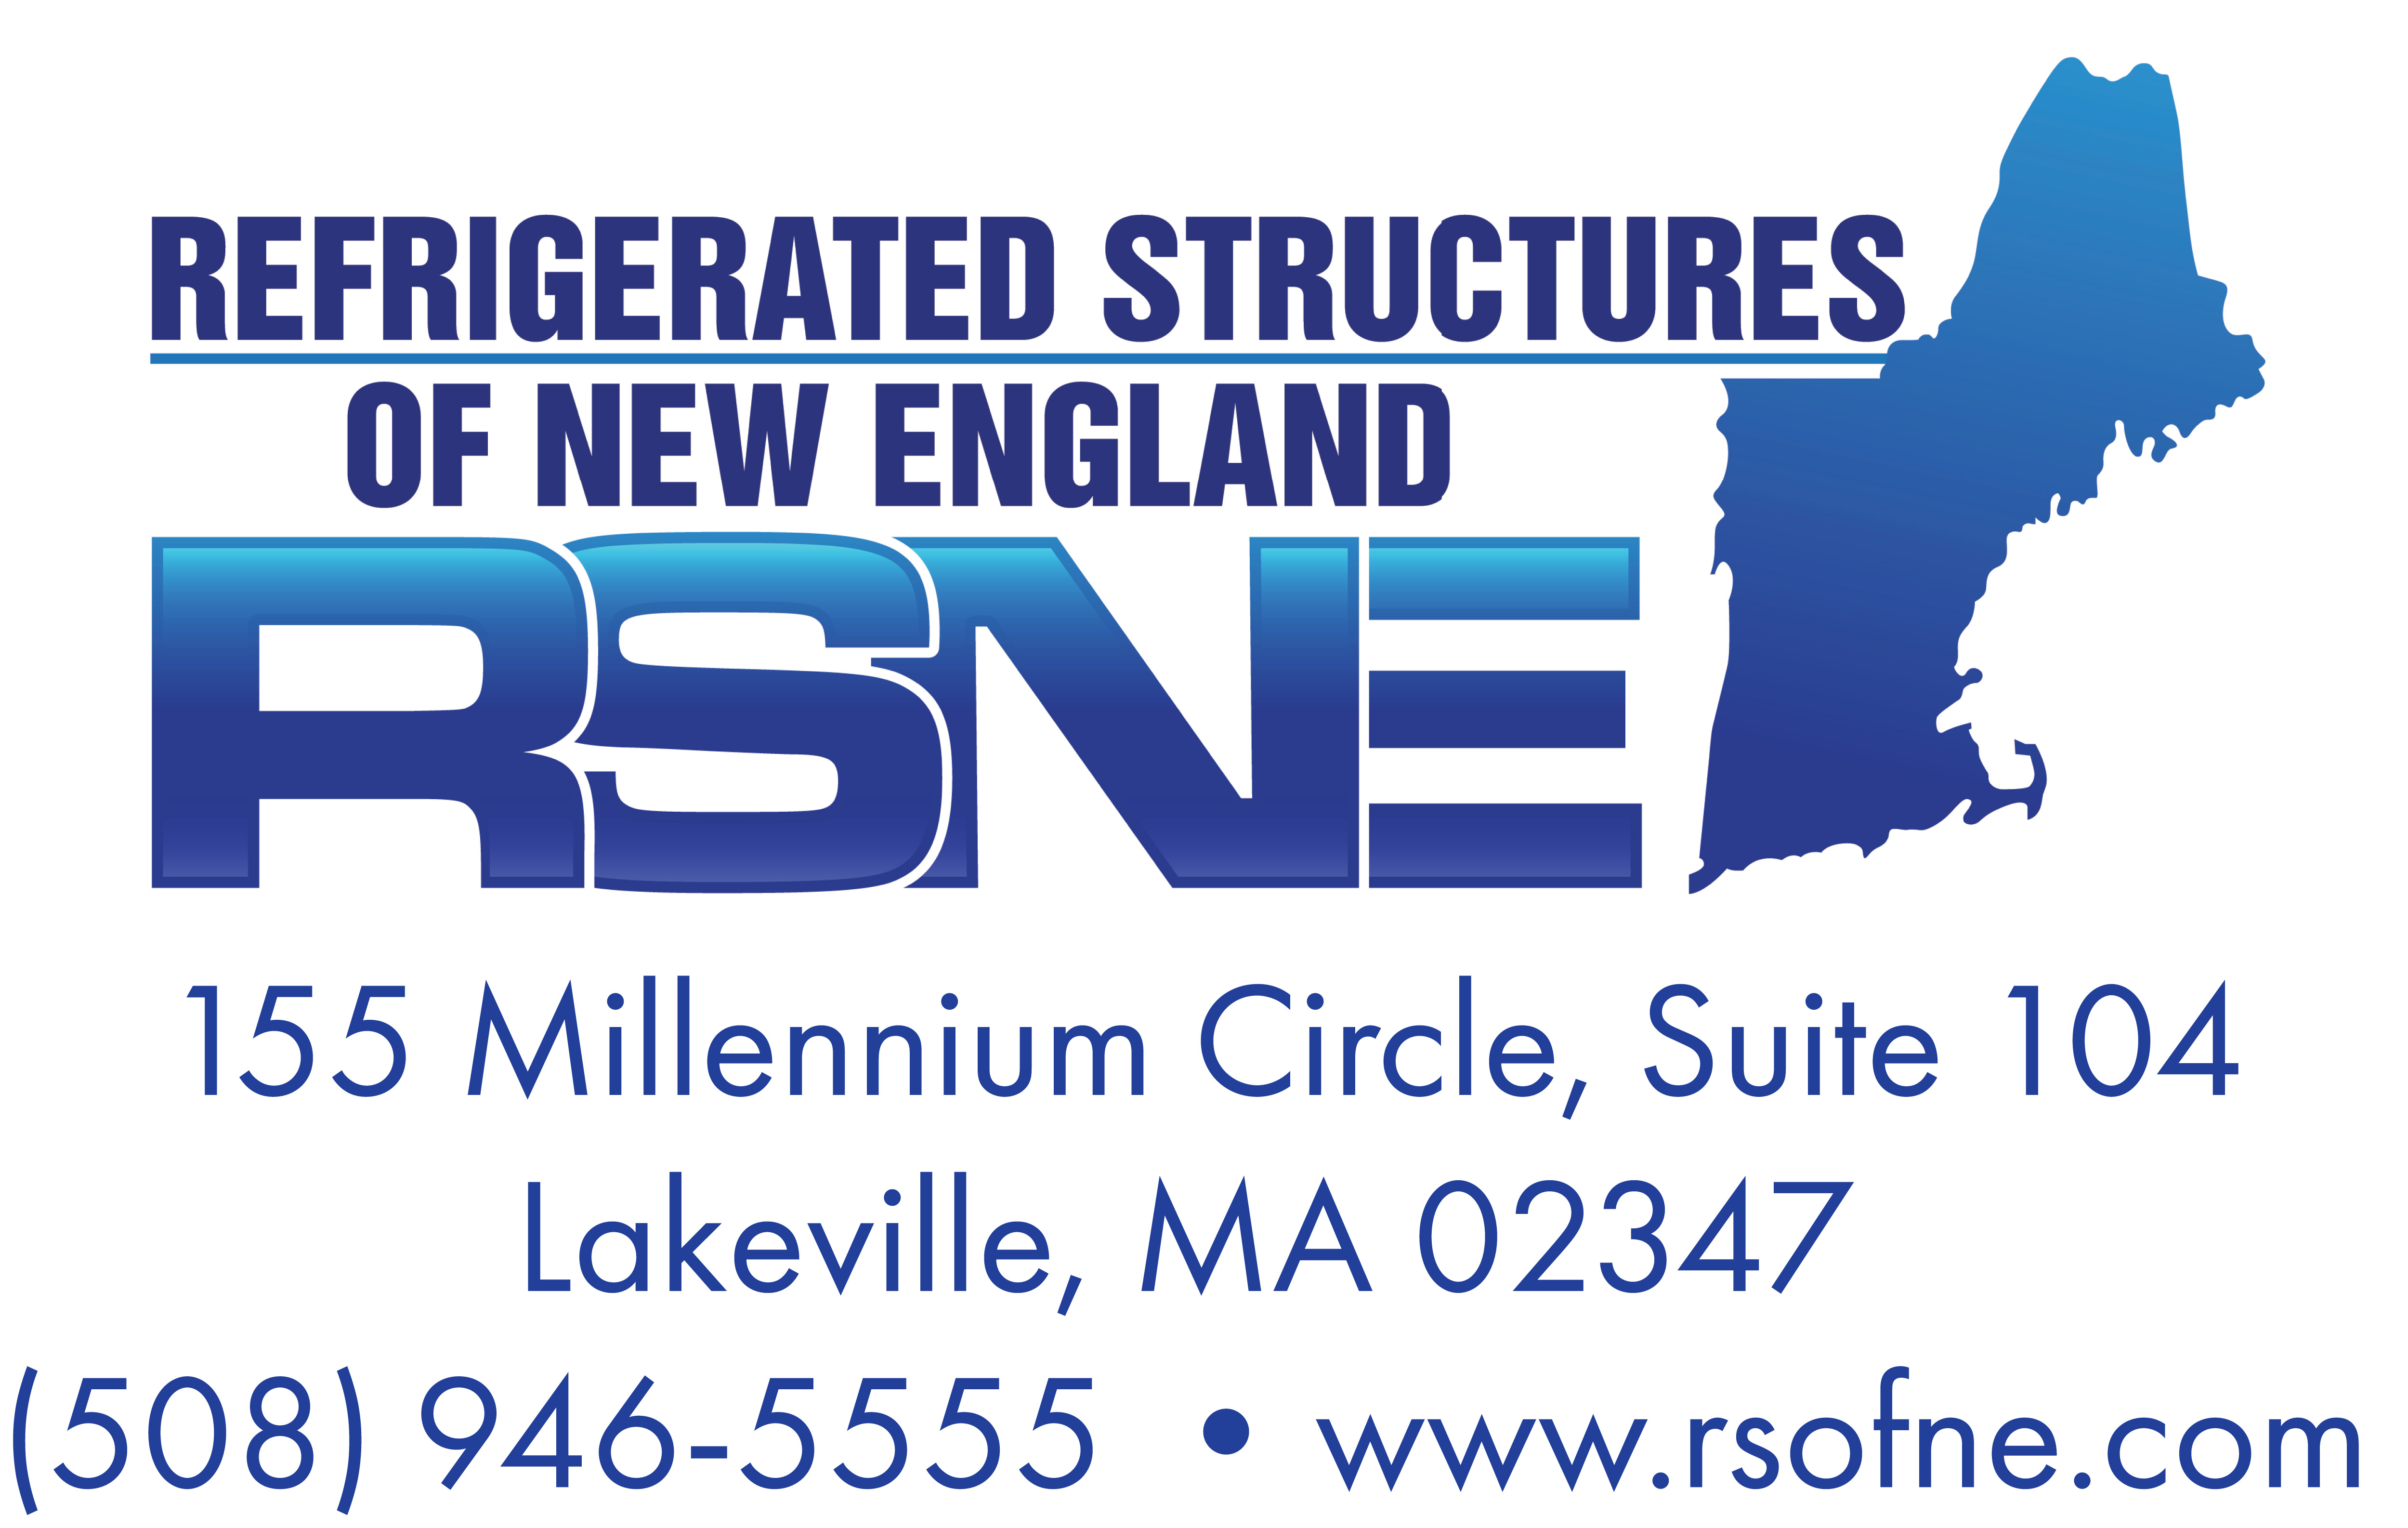 REFRIGERATED STRUCTURES
OF NEW ENGLAND
RSNE
155 Millennium Circle, Suite 104
Lakeville, MA 02347
(508) 946-5555 • www.rsofne.com